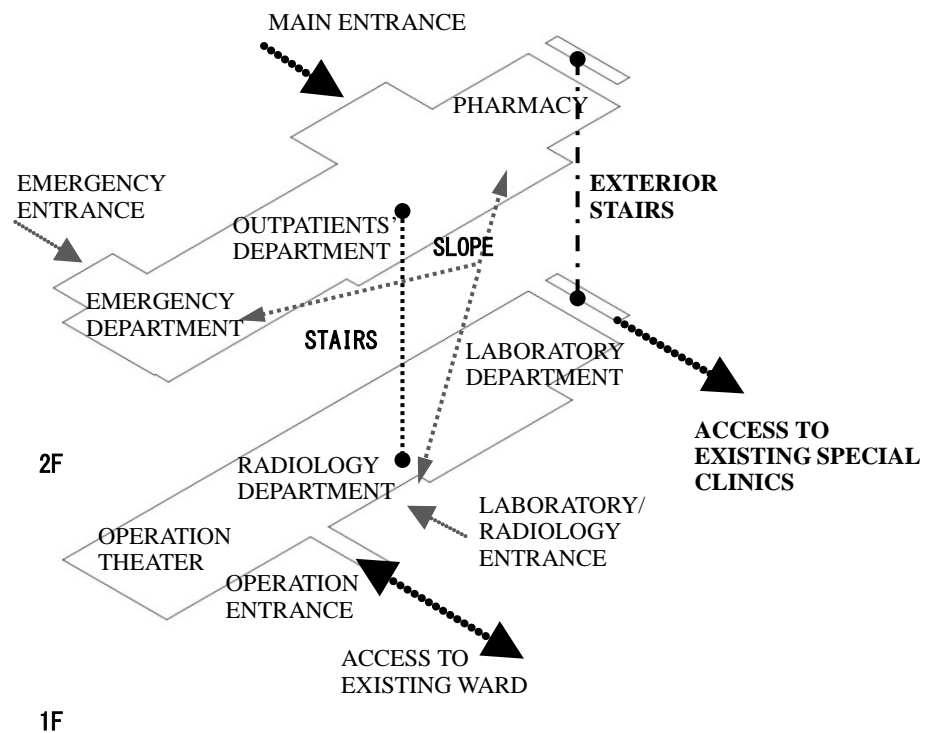 MAIN ENTRANCE
PHARMACY
EMERGENCY
ENTRANCE
EXTERIOR
STAIRS
OUTPATIENTS'
DEPARTMENT
SLOPE
EMERGENCY
DEPARTMENT
STAIRS
LABORATORY
DEPARTMENT
ACCESS TO
EXISTING SPECIAL
CLINICS
2F
RADIOLOGY
DEPARTMENT
LABORATORY/
RADIOLOGY
ENTRANCE
OPERATION
THEATER
OPERATION
ENTRANCE
ACCESS TO
EXISTING WARD
1F